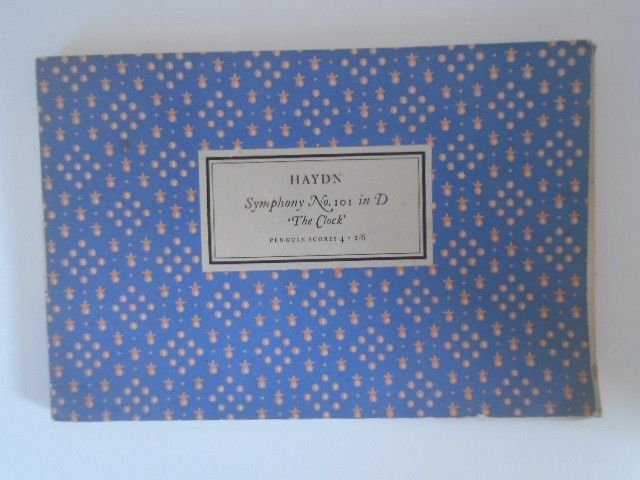 HAYDN
Symphony No. 101 in D
'The Clock'
PENGUIN SCORES 4 • 2/6